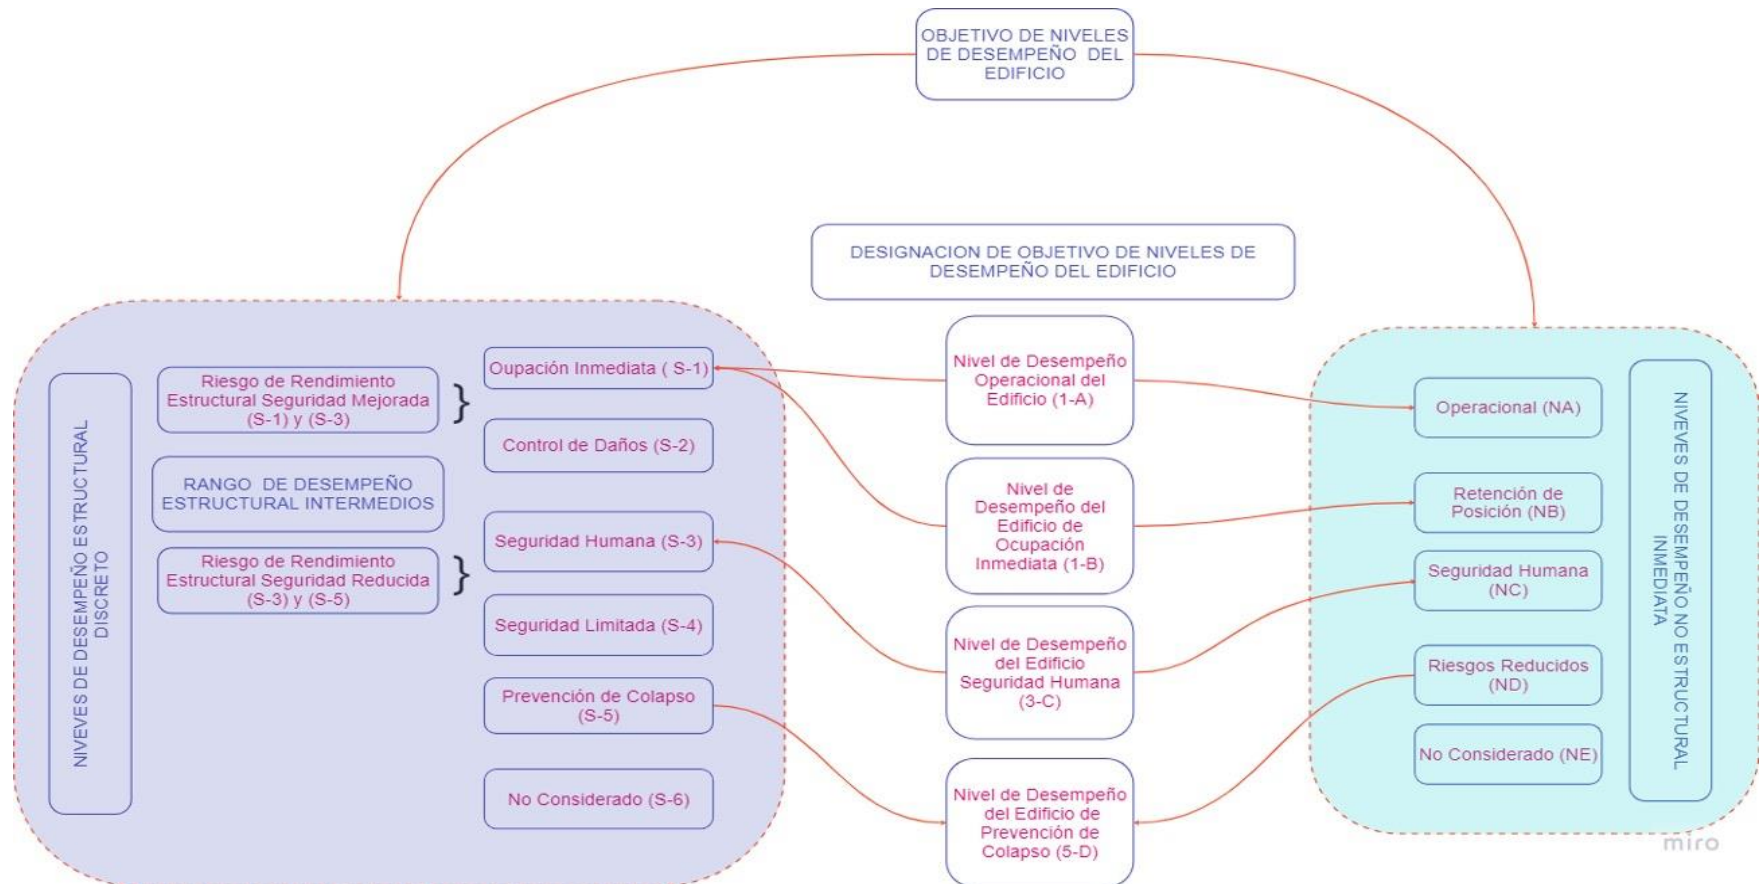 OBJETIVO DE NIVELES
DE DESEMPEÑO DEL
EDIFICIO
DESIGNACION DE OBJETIVO DE NIVELES DE
DESEMPEÑO DEL EDIFICIO
NIVEVES DE DESEMPEÑO ESTRUCTURAL
DISCRETO
Riesgo de Rendimiento
Estructural Seguridad Mejorada
(S-1) y (S-3)
}
RANGO DE DESEMPEÑO
ESTRUCTURAL INTERMEDIOS
Riesgo de Rendimiento
Estructural Seguridad Reducida
(S-3) y (S-5)
}
Oupación Inmediata ( S-1)
Control de Daños (S-2)
Seguridad Humana (S-3)
Seguridad Limitada (S-4)
Prevención de Colapso
(S-5)
No Considerado (S-6)
Nivel de Desempeño
Operacional del
Edificio (1-A)
Nivel de
Desempeño del
Edificio de
Ocupación
Inmediata (1-B)
Nivel de Desempeño
del Edificio
Seguridad Humana
(3-C)
Nivel de Desempeño
del Edificio de
Prevención de
Colapso (5-D)
Operacional (NA)
Retención de
Posición (NB)
Seguridad Humana
(NC)
Riesgos Reducidos
(ND)
No Considerado (NE)
NIVEVES DE DESEMPEÑO NO ESTRUCTURAL
INMEDIATA
miro